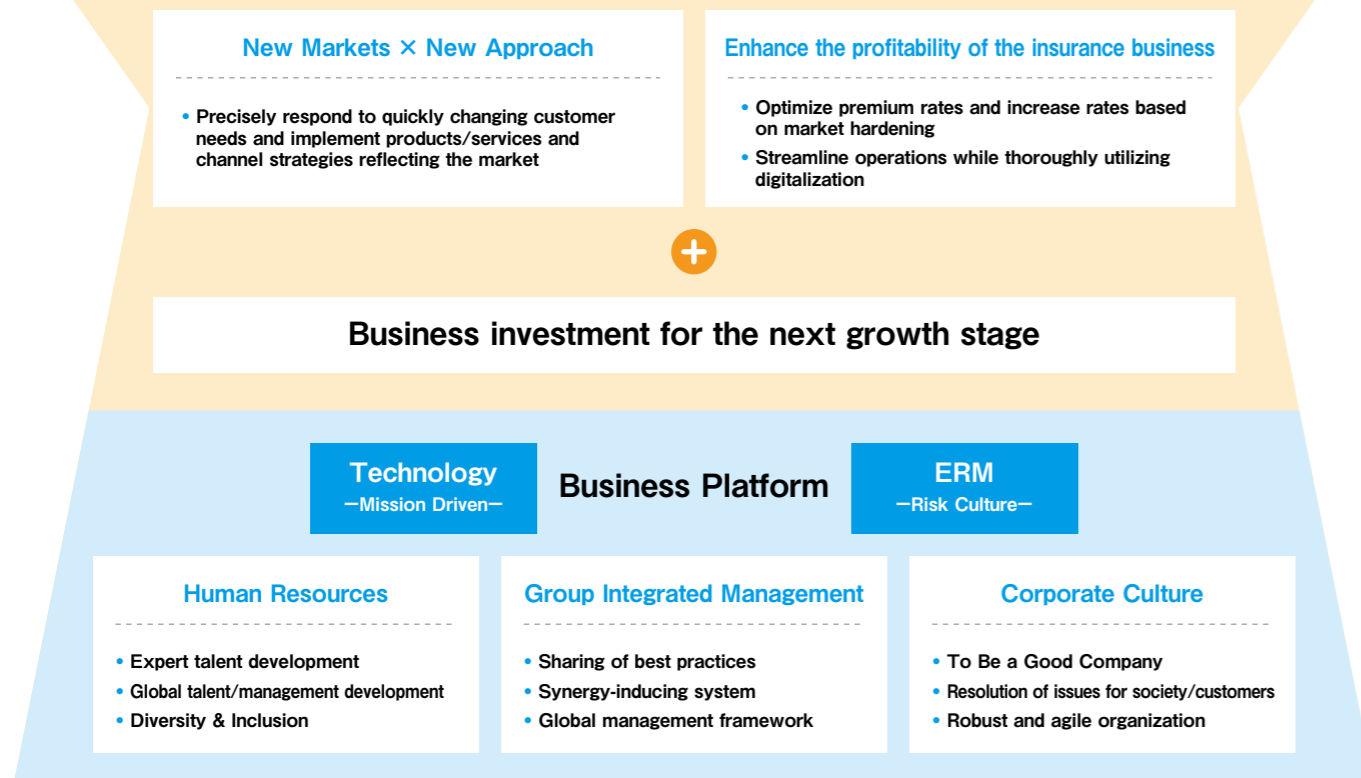 New Markets × New Approach
• Precisely respond to quickly changing customer
needs and implement products/services and
channel strategies reflecting the market
Enhance the profitability of the insurance business
• Optimize premium rates and increase rates based
on market hardening
• Streamline operations while thoroughly utilizing
digitalization
+
Business investment for the next growth stage
Technology
—Mission Driven—
Business Platform
ERM
—Risk Culture—
Human Resources
• Expert talent development
• Global talent/management development
• Diversity & Inclusion
Group Integrated Management
• Sharing of best practices
• Synergy-inducing system
• Global management framework
Corporate Culture
• To Be a Good Company
• Resolution of issues for society/customers
• Robust and agile organization